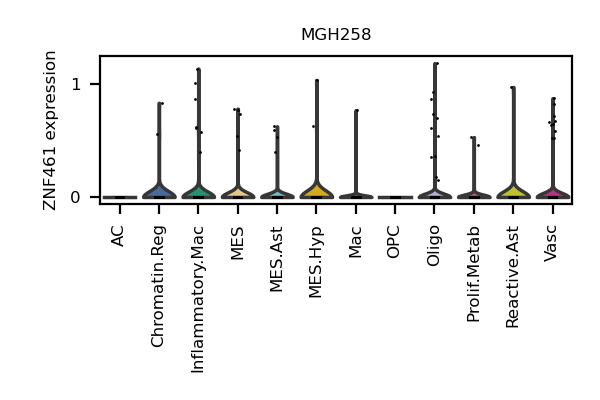 MGH258
ZNF461 expression
1
0
AC
Chromatin.Reg
Inflammatory.Mac
MES
MES.Ast
MES.Hyp
Mac
OPC
Oligo
Prolif.Metab
Reactive.Ast
Vasc